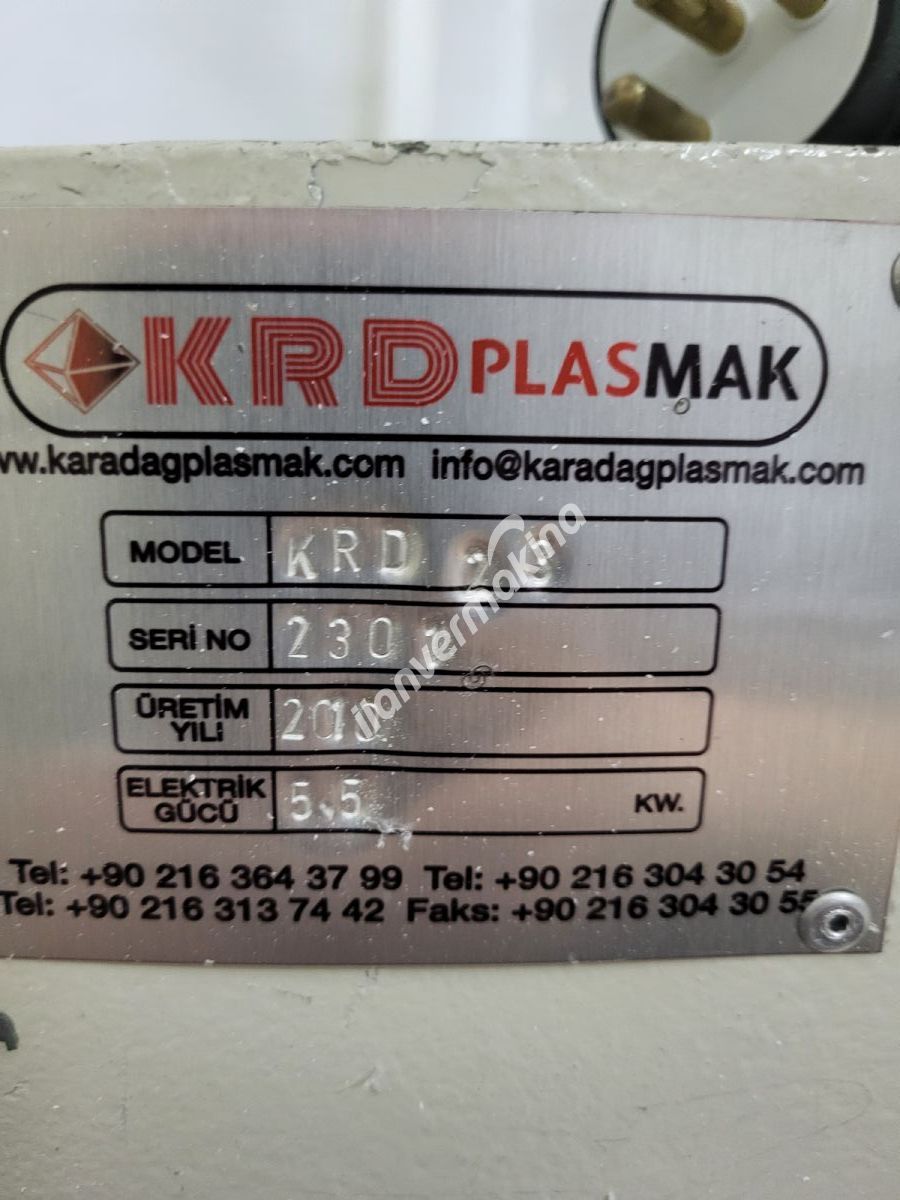 KRD PLASMAK
www.karadagplasmak.com info@karadagplasmak.com
MODEL KRD
SERİ NO
ÜRETİM YILI
ELEKTRİK GÜCÜ 5.5 KW.
Tel: +90 216 364 37 99 Tel: +90 216 304 30 54
Tel: +90 216 313 74 42 Faks: +90 216 304 30 55
ilanvermakina